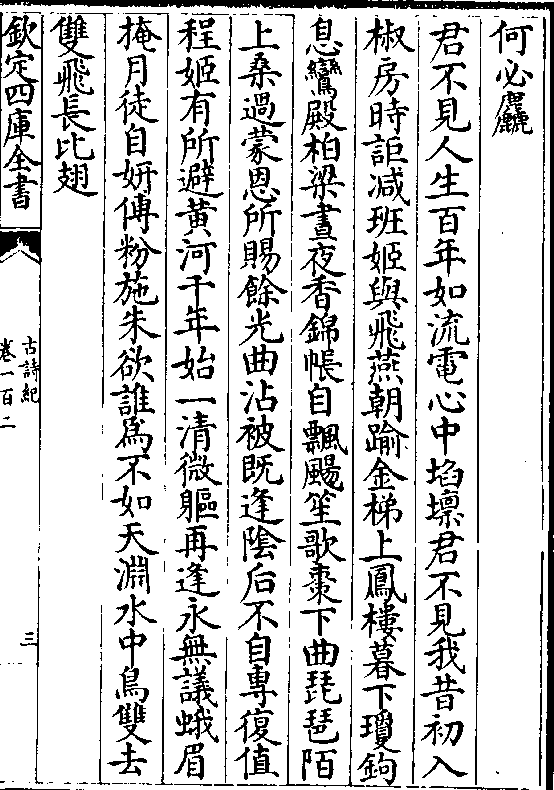 何必麤
君不見人生百年如流電心中埳壈君不見我昔初入
椒房時詎减班姬與飛燕朝踰金梯上鳳樓暮下瓊鉤
息鸞殿柏梁晝夜香錦帳自飄颺笙歌棗下曲琵琶陌
上桑過蒙恩所賜餘光曲沾被既逢隂后不自專復值
程姬有所避黄河千年始一清微軀再逢永無議蛾眉
掩月徒自妍傅粉施朱欲誰為不如天淵水中鳥雙去
雙飛長比翅
欽定四庫全書
古詩紀
卷一百二
三